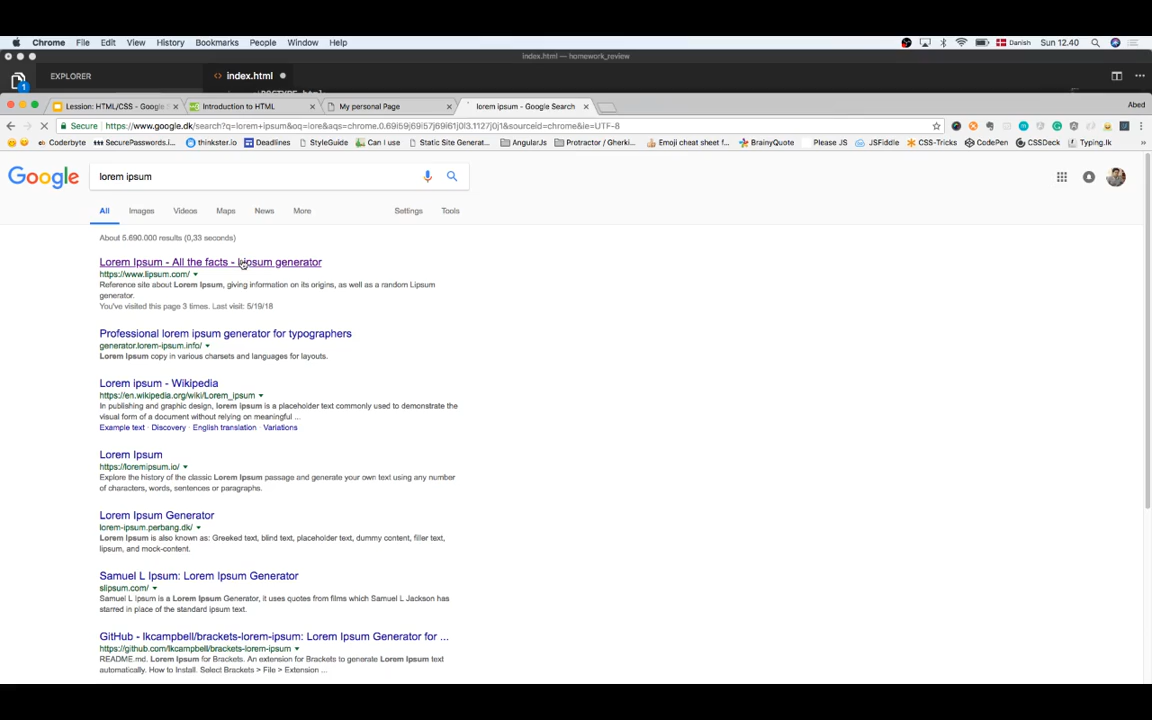 Chrome File Edit View History Bookmarks People Window Help Danish Sun 12.40
index.html — homework_review
EXPLORER index.html
1
Lession: HTML/CSS - Google S Introduction to HTML My personal Page lorem ipsum - Google Search Abed
Secure https://www.google.dk/search?q=lorem+ipsum&oq=lore&aqs=chrome.0.69i59j69i57j69i61j0l3.1127j0j1&sourceid=chrome&ie=UTF-8
Coderbyte SecurePasswords.i... thinkster.io Deadlines StyleGuide Can I use Static Site Generat... AngularJs Protractor / Gherki... Emoji cheat sheet f... BrainyQuote Please JS JSFiddle CSS-Tricks CodePen CSSDeck Typing.lk
Google lorem ipsum
All Images Videos Maps News More Settings Tools
About 5.690.000 results (0,33 seconds)
Lorem Ipsum - All the facts - Lipsum generator
https://www.lipsum.com/
Reference site about Lorem Ipsum, giving information on its origins, as well as a random Lipsum
generator.
You've visited this page 3 times. Last visit: 5/19/18
Professional lorem ipsum generator for typographers
generator.lorem-ipsum.info/
Lorem Ipsum copy in various charsets and languages for layouts.
Lorem ipsum - Wikipedia
https://en.wikipedia.org/wiki/Lorem_ipsum
In publishing and graphic design, lorem ipsum is a placeholder text commonly used to demonstrate the
visual form of a document without relying on meaningful ...
Example text · Discovery · English translation · Variations
Lorem Ipsum
https://loremipsum.io/
Explore the history of the classic Lorem Ipsum passage and generate your own text using any number
of characters, words, sentences or paragraphs.
Lorem Ipsum Generator
lorem-ipsum.perbang.dk/
Lorem Ipsum is also known as: Greeked text, blind text, placeholder text, dummy content, filler text,
lipsum, and mock-content.
Samuel L Ipsum: Lorem Ipsum Generator
slipsum.com/
Samuel L Ipsum is a Lorem Ipsum Generator, it uses quotes from films which Samuel L Jackson has
starred in place of the standard ipsum text.
GitHub - lkcampbell/brackets-lorem-ipsum: Lorem Ipsum Generator for ...
https://github.com/lkcampbell/brackets-lorem-ipsum
README.md. Lorem Ipsum for Brackets. An extension for Brackets to generate Lorem Ipsum text
automatically. How to Install. Select Brackets > File > Extension ...